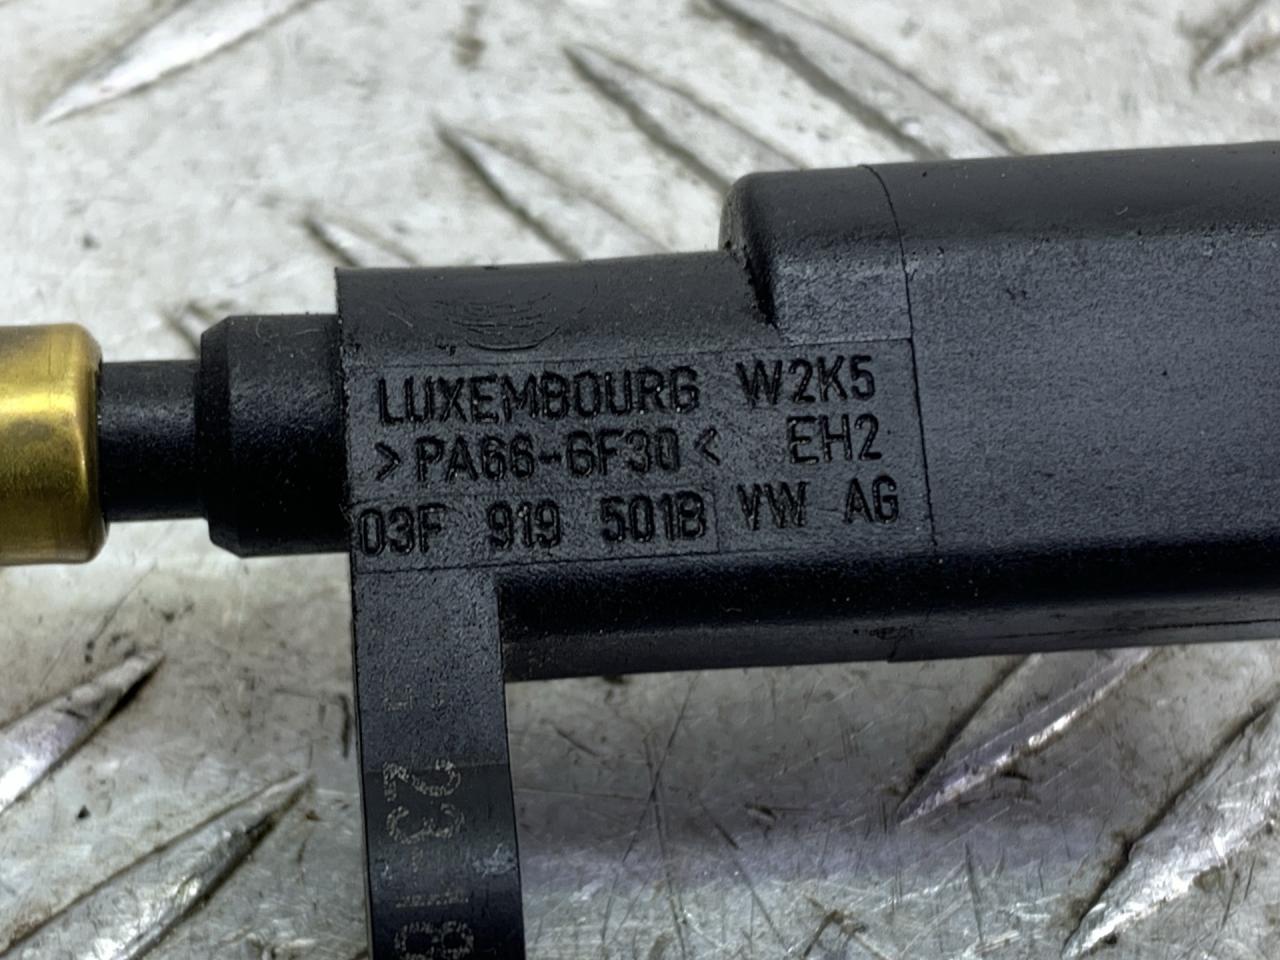 LUXEMBOURG W2K5
>PA66-GF30< EH2
03F 919 501B VW AG